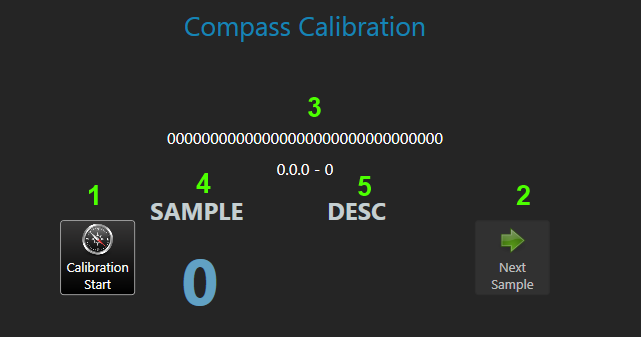 Compass Calibration
3
00000000000000000000000000000000
0.0.0 - 0
1
4
5
2
SAMPLE
DESC
Calibration
Start
0
Next
Sample